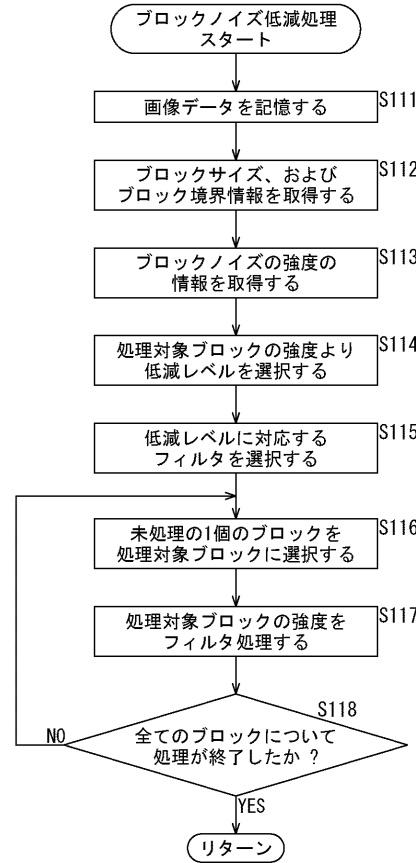 ブロックノイズ低減処理
スタート
画像データを記憶する
S111
ブロックサイズ、および
ブロック境界情報を取得する
S112
ブロックノイズの強度の
情報を取得する
S113
処理対象ブロックの強度より
低減レベルを選択する
S114
低減レベルに対応する
フィルタを選択する
S115
未処理の1個のブロックを
処理対象ブロックに選択する
S116
処理対象ブロックの強度を
フィルタ処理する
S117
S118
全てのブロックについて
処理が終了したか ?
NO
YES
リターン